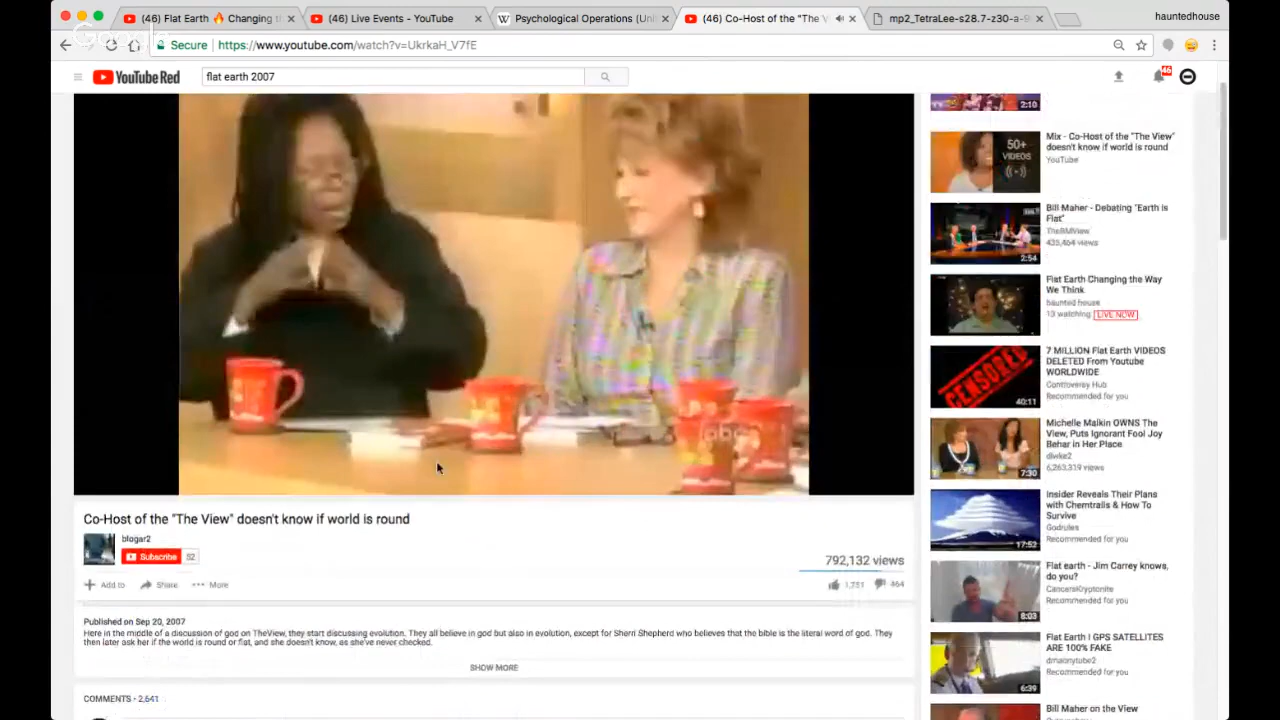 (46) Flat Earth 🔥 Changing t
(46) Live Events - YouTube
Psychological Operations (Uni
(46) Co-Host of the "The V
mp2_TetraLee-s28.7-z30-a-9
hauntedhouse
Secure
https://www.youtube.com/watch?v=UkrkaH_V7fE
YouTube Red
flat earth 2007
46
2:10
Mix - Co-Host of the "The View"
doesn't know if world is round
YouTube
50+
VIDEOS
Bill Maher - Debating "Earth is
Flat"
TheBMView
435,464 views
2:54
Flat Earth Changing the Way
We Think
haunted house
13 watching
LIVE NOW
7 MILLION Flat Earth VIDEOS
DELETED From Youtube
WORLDWIDE
Controversy Hub
Recommended for you
CENSORED
40:11
Michelle Malkin OWNS The
View, Puts Ignorant Fool Joy
Behar in Her Place
diwke2
6,263,319 views
7:30
Insider Reveals Their Plans
with Chemtrails & How To
Survive
Godrules
Recommended for you
17:52
Flat earth - Jim Carrey knows,
do you?
CancersKryptonite
Recommended for you
8:03
Flat Earth I GPS SATELLITES
ARE 100% FAKE
dmalonytube2
Recommended for you
6:39
Bill Maher on the View
Co-Host of the "The View" doesn't know if world is round
blogar2
Subscribe
52
792,132 views
Add to
Share
More
1,751
464
Published on Sep 20, 2007
Here in the middle of a discussion of god on TheView, they start discussing evolution. They all believe in god but also in evolution, except for Sherri Shepherd who believes that the bible is the literal word of god. They
then later ask her if the world is round or flat, and she doesn't know, as she've never checked.
SHOW MORE
COMMENTS • 2,641